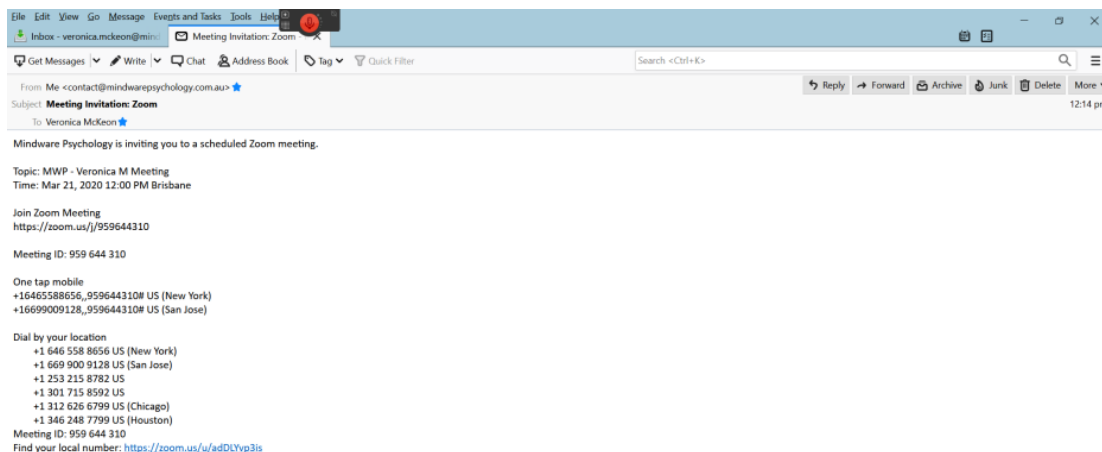 File Edit View Go Message Events and Tasks Tools Help
Inbox - veronica.mckeon@mind Meeting Invitation: Zoom
Get Messages Write Chat Address Book Tag Quick Filter Search <Ctrl+K>
From Me <contact@mindwarepsychology.com.au> Reply Forward Archive Junk Delete More
Subject Meeting Invitation: Zoom 12:14 pm
To Veronica McKeon
Mindware Psychology is inviting you to a scheduled Zoom meeting.
Topic: MWP - Veronica M Meeting
Time: Mar 21, 2020 12:00 PM Brisbane
Join Zoom Meeting
https://zoom.us/j/959644310
Meeting ID: 959 644 310
One tap mobile
+16465588656,,959644310# US (New York)
+16699009128,,959644310# US (San Jose)
Dial by your location
+1 646 558 8656 US (New York)
+1 669 900 9128 US (San Jose)
+1 253 215 8782 US
+1 301 715 8592 US
+1 312 626 6799 US (Chicago)
+1 346 248 7799 US (Houston)
Meeting ID: 959 644 310
Find your local number: https://zoom.us/u/adDLYvp3is